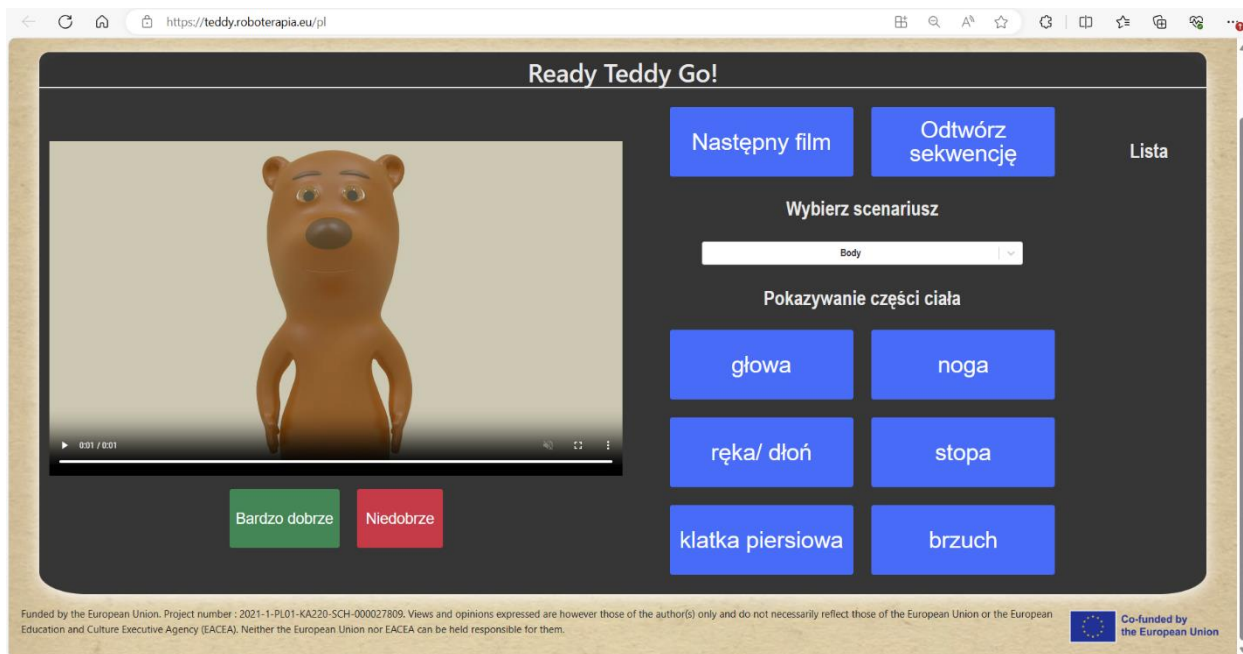 https://teddy.roboterapia.eu/pl
Ready Teddy Go!
Następny film
Odtwórz
sekwencję
Lista
Wybierz scenariusz
Body
Pokazywanie części ciała
głowa
noga
ręka/ dłoń
stopa
klatka piersiowa
brzuch
0:01 / 0:01
Bardzo dobrze
Niedobrze
Funded by the European Union. Project number : 2021-1-PL01-KA220-SCH-000027809. Views and opinions expressed are however those of the author(s) only and do not necessarily reflect those of the European Union or the European
Education and Culture Executive Agency (EACEA). Neither the European Union nor EACEA can be held responsible for them.
Co-funded by
the European Union